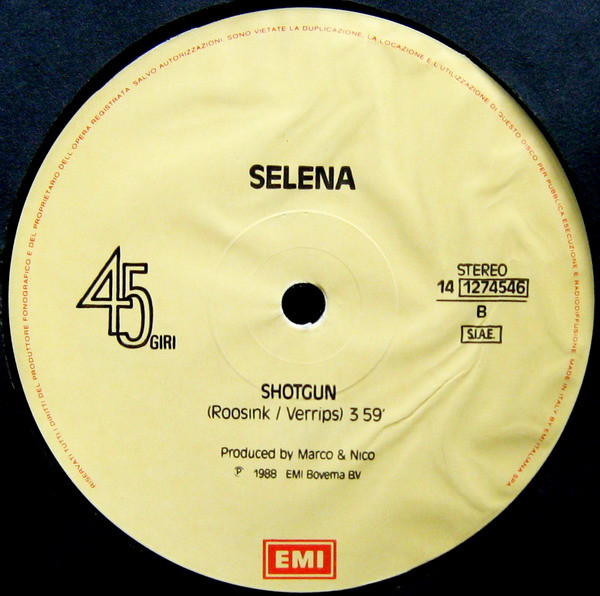 RISERVATI TUTTI I DIRITTI DEL PRODUTTORE FONOGRAFICO E DEL PROPRIETARIO DELL'OPERA REGISTRATA. SALVO AUTORIZZAZIONI, SONO VIETATE LA DUPLICAZIONE, LA LOCAZIONE E L'UTILIZZAZIONE DI QUESTO DISCO PER PUBBLICA ESECUZIONE E RADIODIFFUSIONE. MADE IN ITALY BY EMI ITALIANA SPA
SELENA
45 GIRI
STEREO
14 1274546
B
S.I.A.E.
SHOTGUN
(Roosink / Verrips) 3 59'
Produced by Marco & Nico
℗ 1988 EMI Bovema BV
EMI